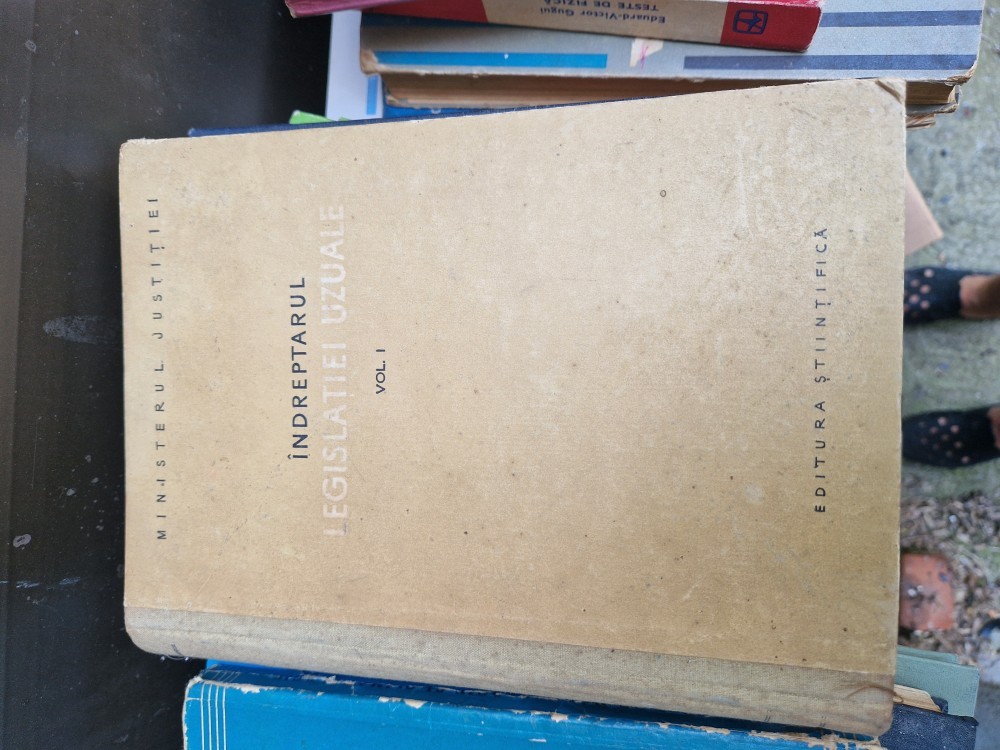 MINISTERUL JUSTIȚIEI
ÎNDREPTARUL
LEGISLAȚIEI UZUALE
VOL. I
EDITURA ȘTIINȚIFICĂ
Eduard-Victor Gugui
TESTE DE FIZICĂ